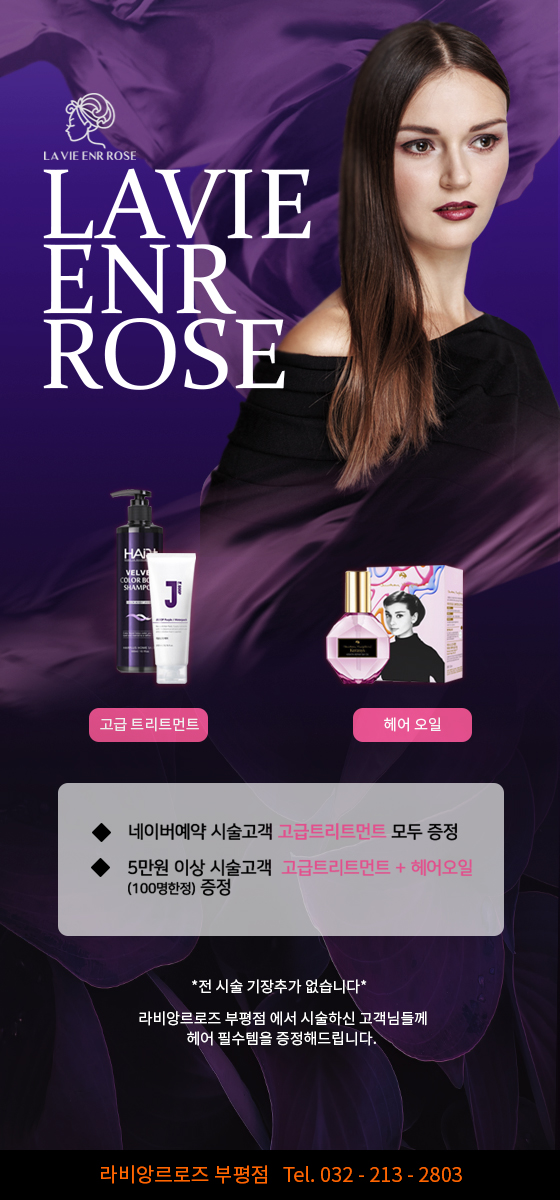 LA VIE ENR ROSE
LAVIE
ENR
ROSE
HAIR
VELVET
COLOR BO
SHAMPOO
Ji
고급 트리트먼트
헤어 오일
◆ 네이버예약 시술고객 고급트리트먼트 모두 증정
◆ 5만원 이상 시술고객 고급트리트먼트 + 헤어오일
(100명한정) 증정
*전 시술 기장추가 없습니다*
라비앙르로즈 부평점 에서 시술하신 고객님들께
헤어 필수템을 증정해드립니다.
라비앙르로즈 부평점 Tel. 032 - 213 - 2803